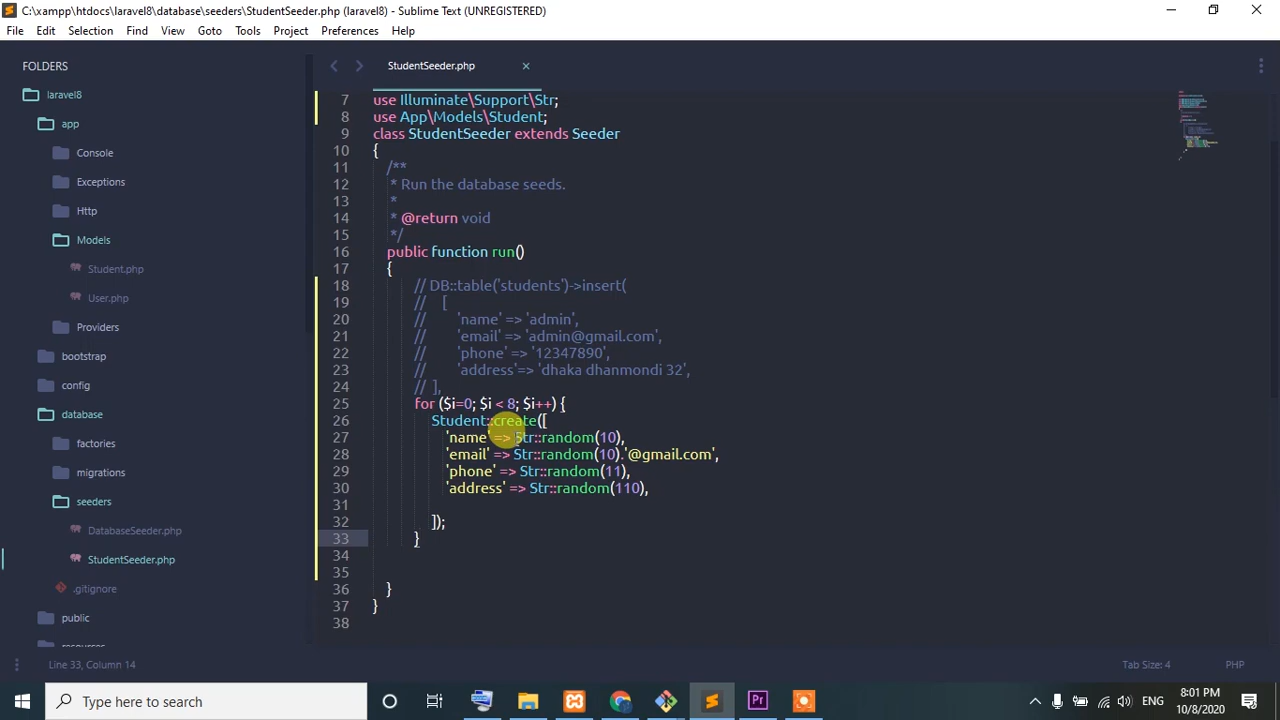 C:\xampp\htdocs\laravel8\database\seeders\StudentSeeder.php (laravel8) - Sublime Text (UNREGISTERED)
File Edit Selection Find View Goto Tools Project Preferences Help
FOLDERS
laravel8
app
Console
Exceptions
Http
Models
Student.php
User.php
Providers
bootstrap
config
database
factories
migrations
seeders
DatabaseSeeder.php
StudentSeeder.php
.gitignore
public
StudentSeeder.php
7 use Illuminate\Support\Str;
8 use App\Models\Student;
9 class StudentSeeder extends Seeder
10 {
11 /**
12 * Run the database seeds.
13 *
14 * @return void
15 */
16 public function run()
17 {
18 // DB::table('students')->insert(
19 // [
20 // 'name' => 'admin',
21 // 'email' => 'admin@gmail.com',
22 // 'phone' => '12347890',
23 // 'address'=> 'dhaka dhanmondi 32',
24 // ],
25 for ($i=0; $i < 8; $i++) {
26 Student::create([
27 'name' => Str::random(10),
28 'email' => Str::random(10).'@gmail.com',
29 'phone' => Str::random(11),
30 'address' => Str::random(110),
31
32 ]);
33 }
34
35
36 }
37 }
38
Line 33, Column 14
Tab Size: 4
PHP
Type here to search
Pr
ENG
8:01 PM
10/8/2020